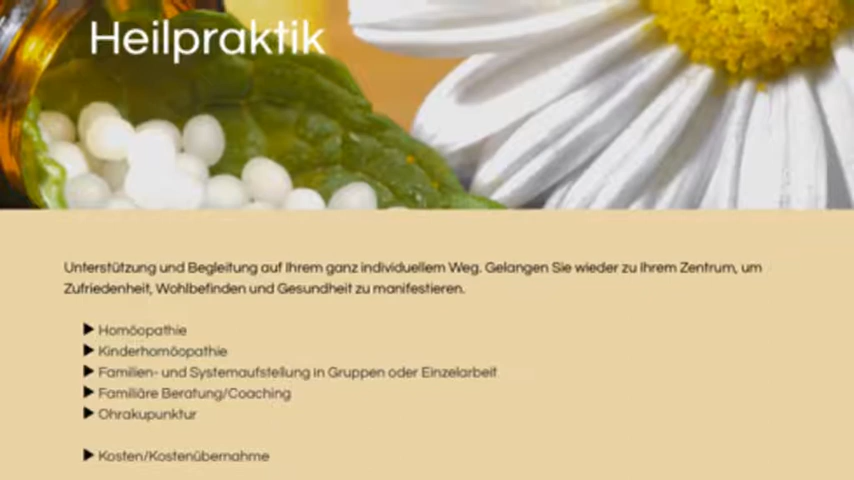 Heilpraktik
Unterstützung und Begleitung auf Ihrem ganz individuellem Weg. Gelangen Sie wieder zu Ihrem Zentrum, um
Zufriedenheit, Wohlbefinden und Gesundheit zu manifestieren.
▶ Homöopathie
▶ Kinderhomöopathie
▶ Familien- und Systemaufstellung in Gruppen oder Einzelarbeit
▶ Familiäre Beratung/Coaching
▶ Ohrakupunktur
▶ Kosten/Kostenübernahme